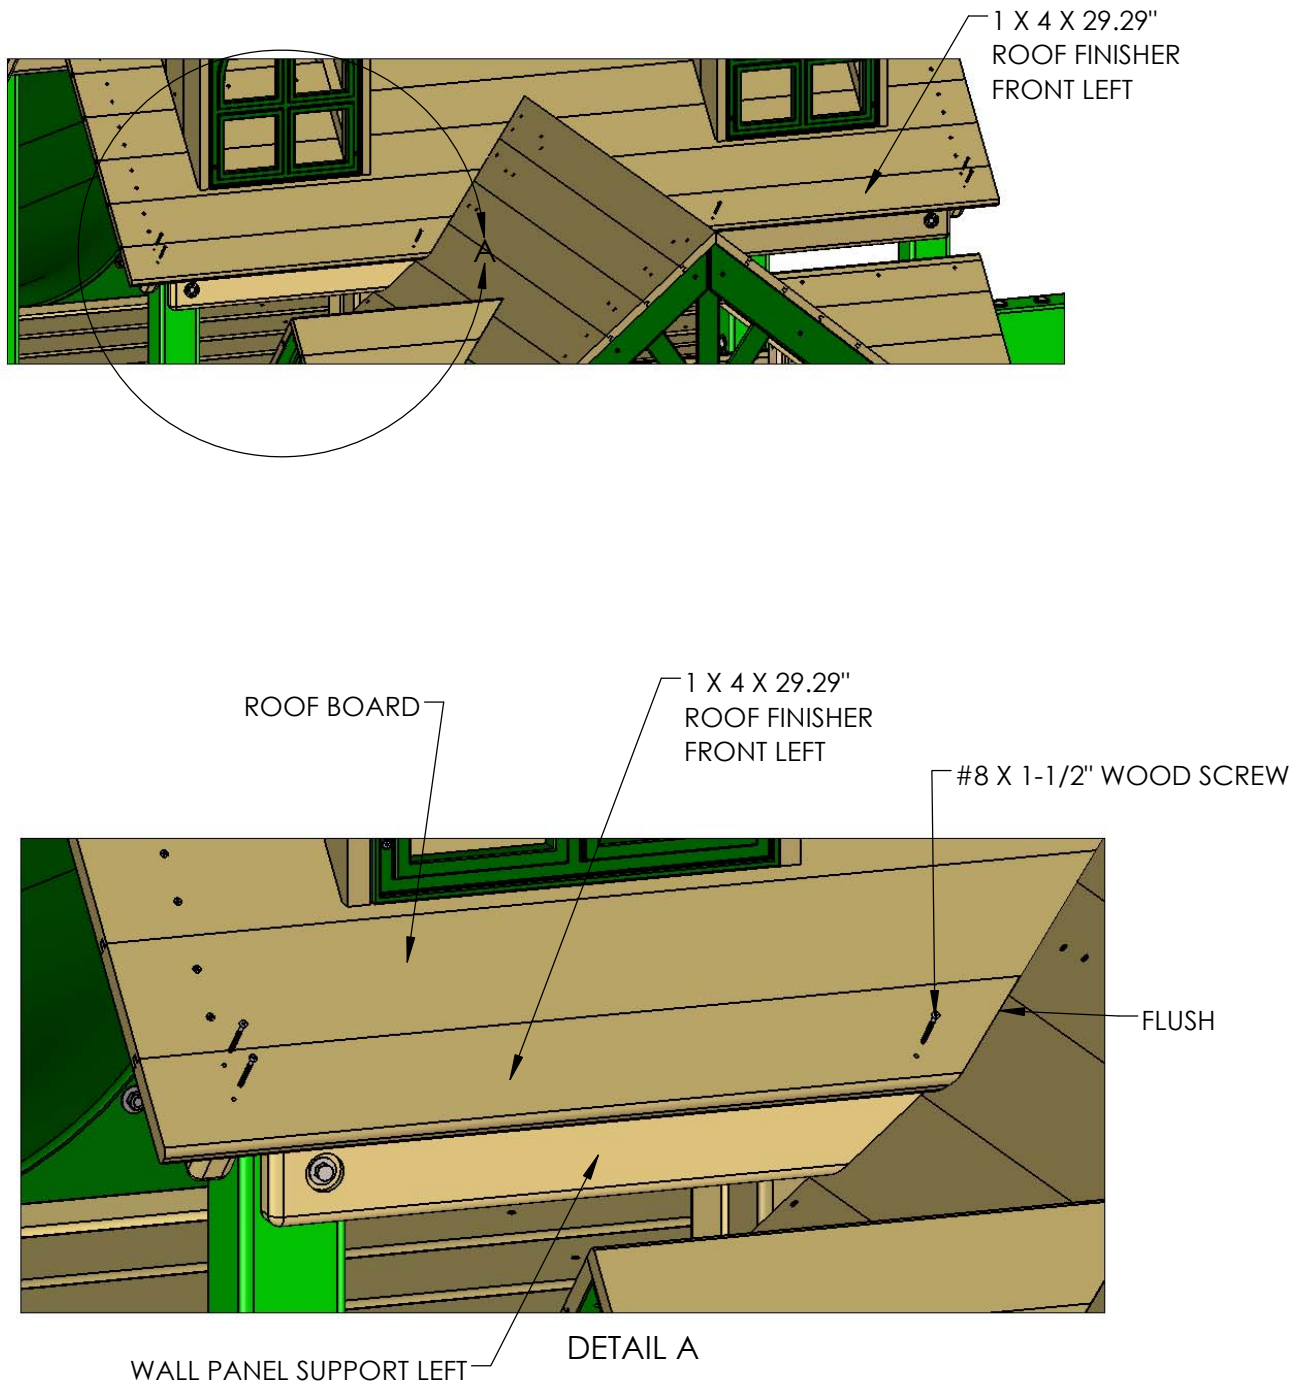 1 X 4 X 29.29"
ROOF FINISHER
FRONT LEFT
A
ROOF BOARD
1 X 4 X 29.29"
ROOF FINISHER
FRONT LEFT
#8 X 1-1/2" WOOD SCREW
FLUSH
DETAIL A
WALL PANEL SUPPORT LEFT